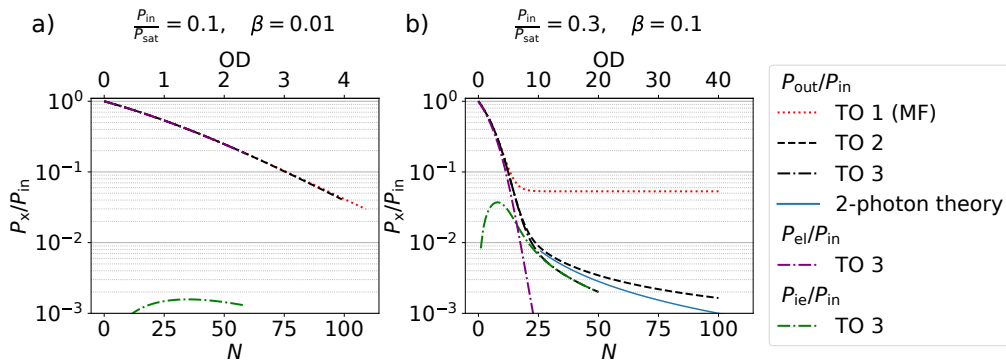 a) P_in/P_sat = 0.1, β = 0.01
OD
0 1 2 3 4
10^0
10^−1
10^−2
10^−3
P_x/P_in
0 25 50 75 100
N
b) P_in/P_sat = 0.3, β = 0.1
OD
0 10 20 30 40
10^0
10^−1
10^−2
10^−3
P_x/P_in
0 25 50 75 100
N
P_out/P_in
TO 1 (MF)
TO 2
TO 3
2-photon theory
P_el/P_in
TO 3
P_ie/P_in
TO 3